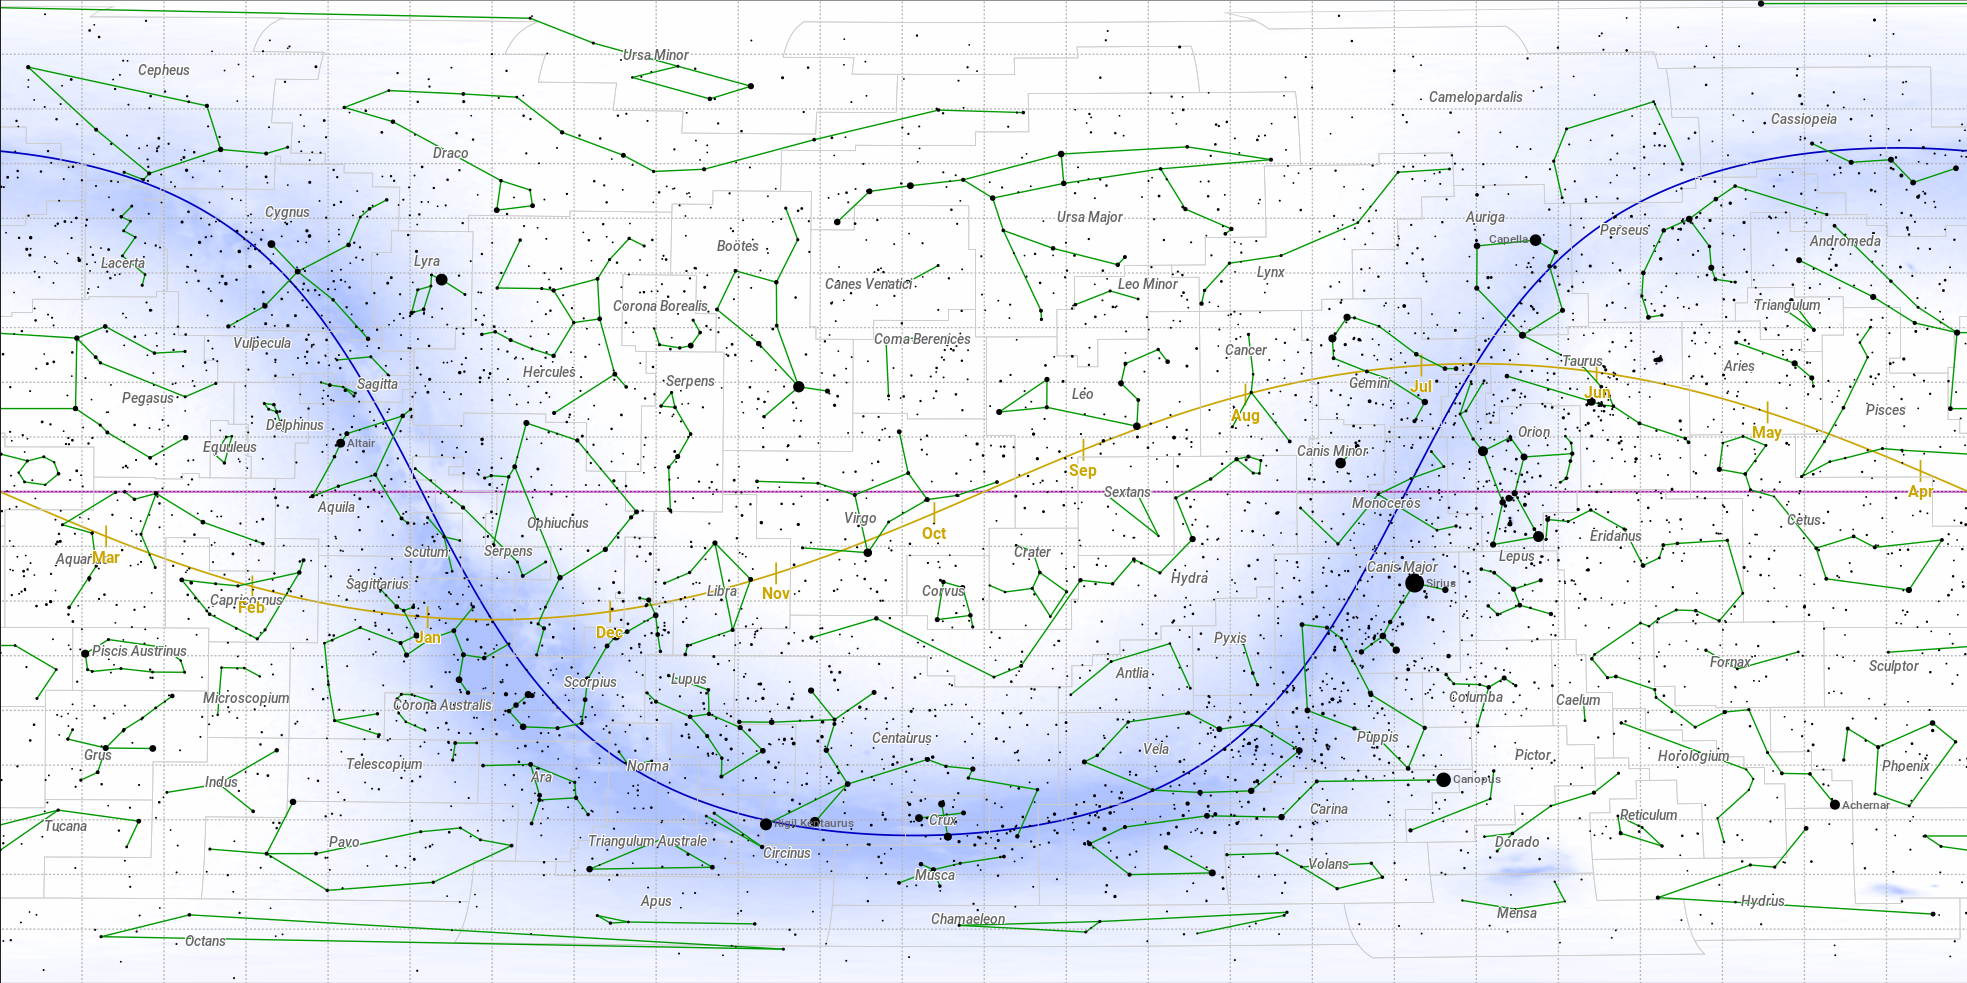 Ursa Minor
Cepheus
Camelopardalis
Cassiopeia
Draco
Cygnus
Ursa Major
Auriga
Perseus
Capella
Andromeda
Boötes
Lacerta
Lyra
Lynx
Canes Venatici
Leo Minor
Corona Borealis
Triangulum
Vulpecula
Coma Berenices
Cancer
Taurus
Aries
Hercules
Serpens
Sagitta
Gemini
Jul
Jun
Pegasus
Leo
Pisces
Delphinus
Aug
Orion
May
Equuleus
Altair
Canis Minor
Sep
Apr
Sextans
Aquila
Monoceros
Virgo
Ophiuchus
Cetus
Oct
Eridanus
Scutum
Serpens
Crater
Lepus
Aquar
Mar
Canis Major
Hydra
Sirius
Sagittarius
Libra
Corvus
Nov
Capricornus
Feb
Dec
Jan
Pyxis
Piscis Austrinus
Fornax
Sculptor
Antlia
Scorpius
Lupus
Microscopium
Corona Australis
Columba
Caelum
Centaurus
Puppis
Vela
Grus
Pictor
Horologium
Telescopium
Norma
Phoenix
Indus
Ara
Canopus
Achernar
Carina
Reticulum
Crux
Rigil Kentaurus
Tucana
Pavo
Triangulum Australe
Dorado
Circinus
Volans
Musca
Apus
Hydrus
Mensa
Chamaeleon
Octans